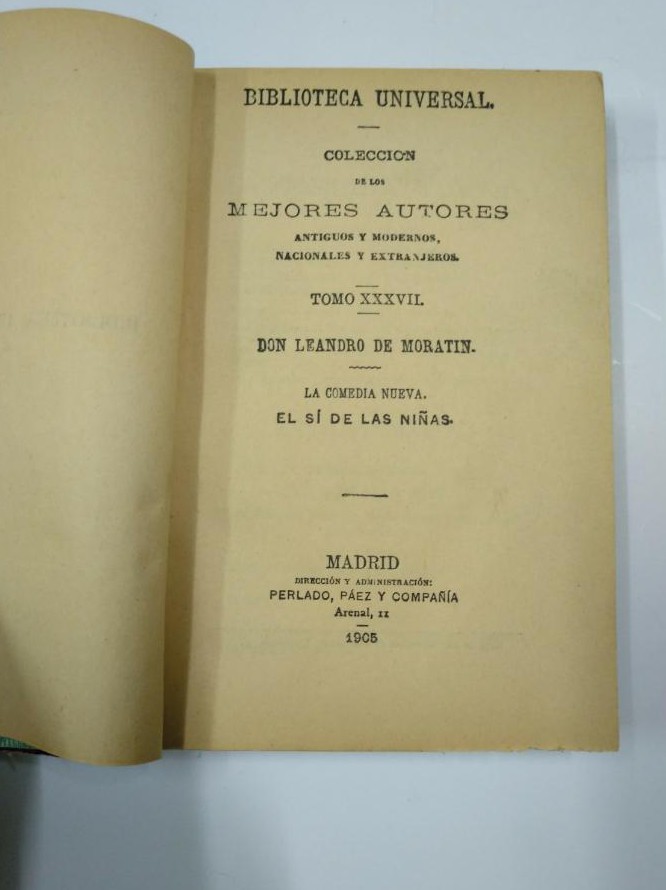 BIBLIOTECA UNIVERSAL.
COLECCION
DE LOS
MEJORES AUTORES
ANTIGUOS Y MODERNOS,
NACIONALES Y EXTRANJEROS.
TOMO XXXVII.
DON LEANDRO DE MORATIN.
LA COMEDIA NUEVA.
EL SÍ DE LAS NIÑAS.
MADRID
DIRECCIÓN Y ADMINISTRACIÓN:
PERLADO, PÁEZ Y COMPAÑÍA
Arenal, 11
1905